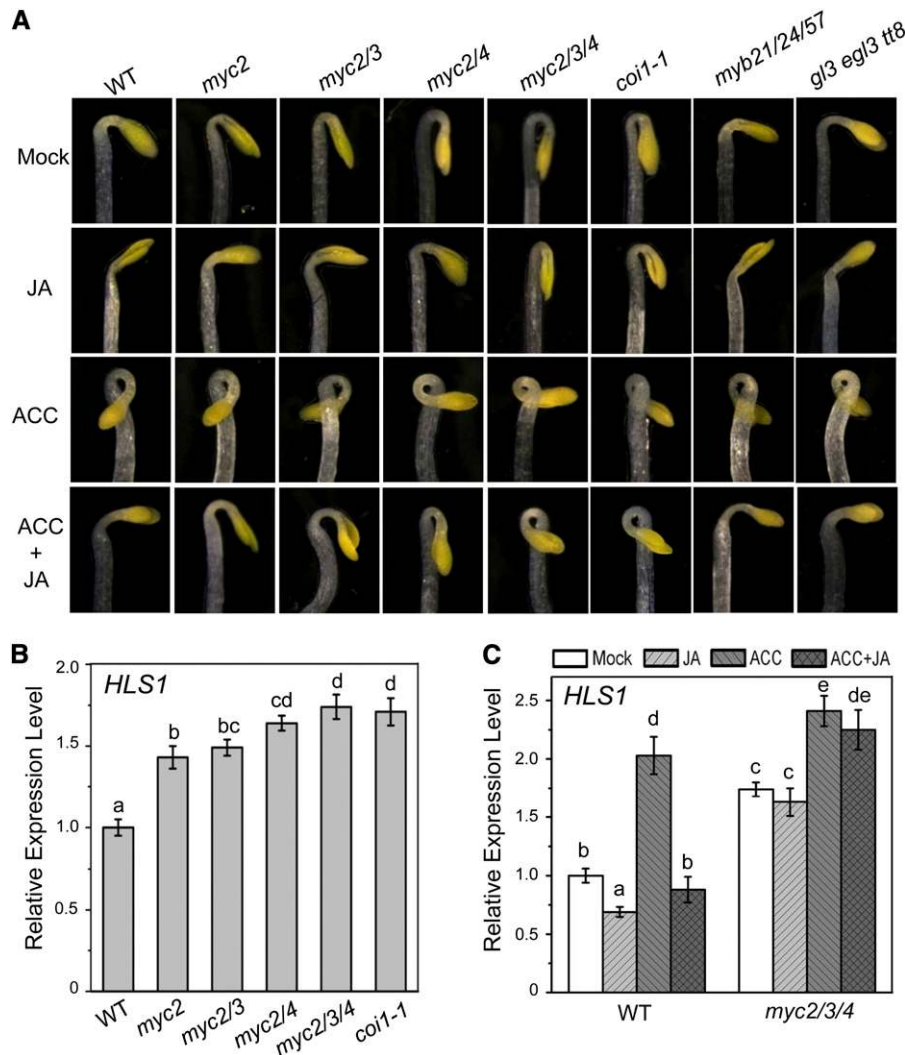 A
WT
myc2
myc2/3
myc2/4
myc2/3/4
coi1-1
myb21/24/57
gl3 egl3 tt8
Mock
JA
ACC
ACC
+
JA
B
HLS1
Relative Expression Level
2.0
1.5
1.0
0.5
0
a
b
bc
cd
d
d
WT
myc2
myc2/3
myc2/4
myc2/3/4
coi1-1
C
Mock JA ACC ACC+JA
HLS1
Relative Expression Level
2.5
2.0
1.5
1.0
0.5
0
b
a
d
b
c
c
e
de
WT
myc2/3/4